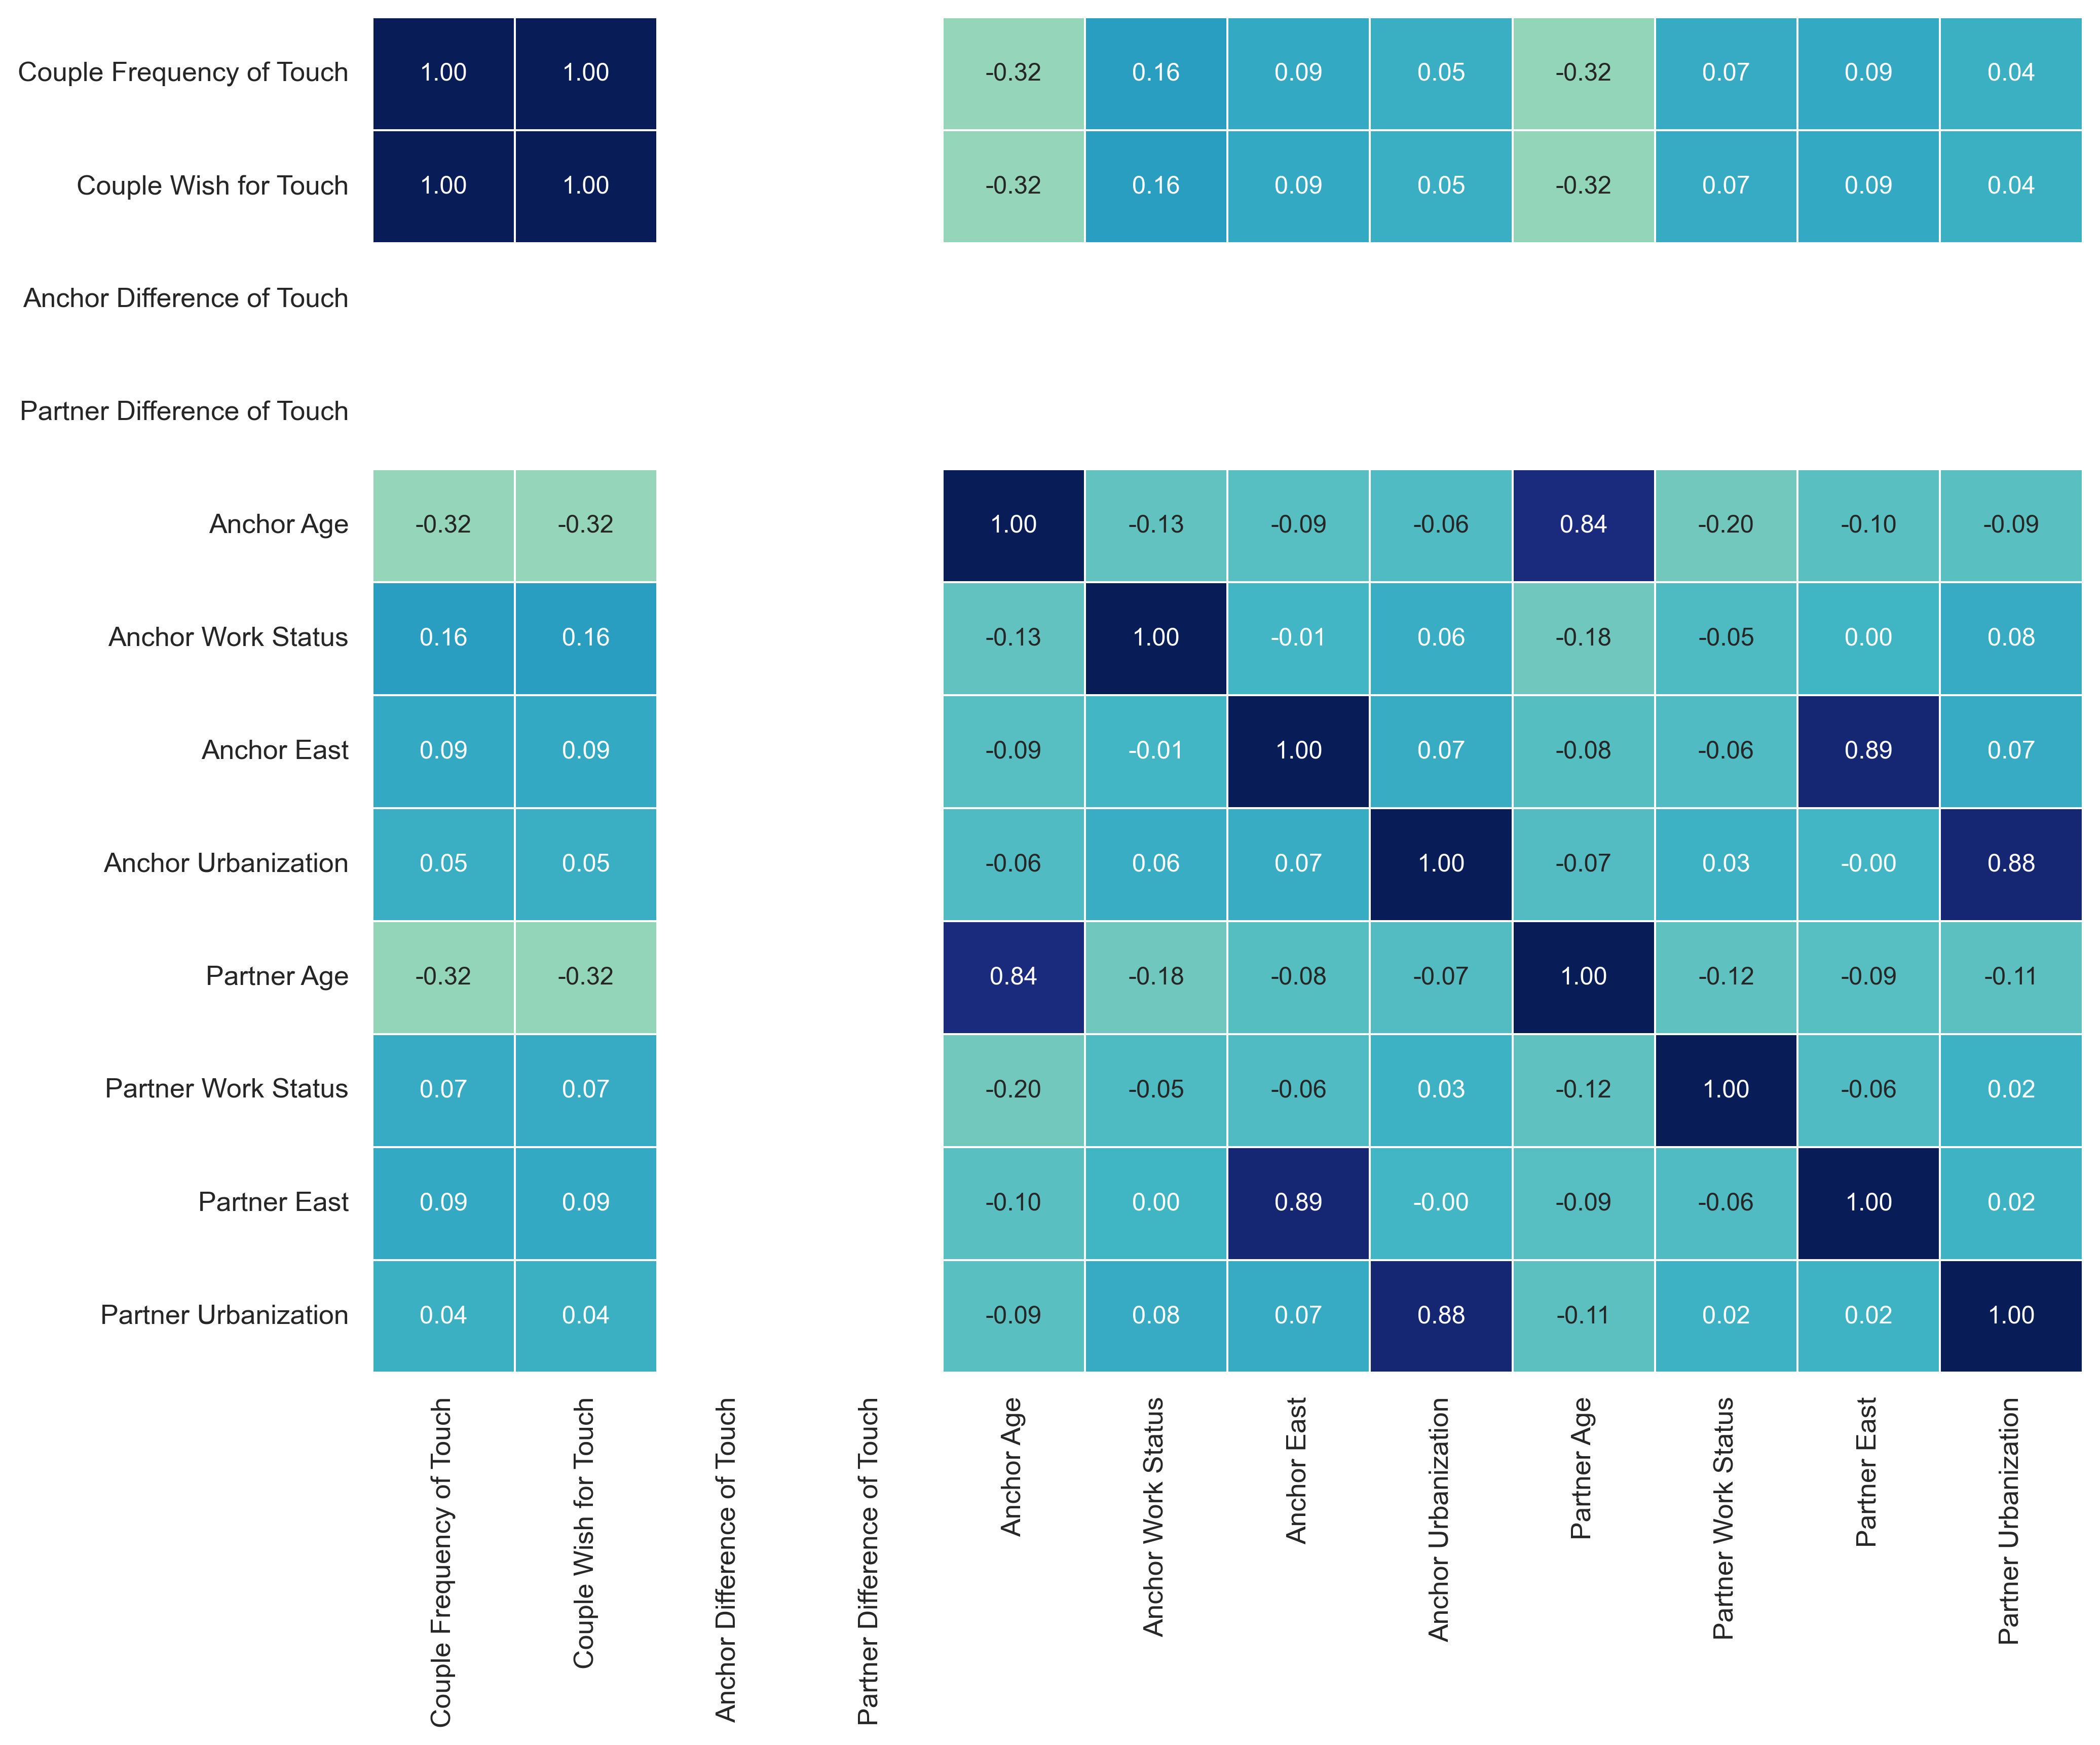 Couple Frequency of Touch 1.00 1.00 -0.32 0.16 0.09 0.05 -0.32 0.07 0.09 0.04
Couple Wish for Touch 1.00 1.00 -0.32 0.16 0.09 0.05 -0.32 0.07 0.09 0.04
Anchor Difference of Touch
Partner Difference of Touch
Anchor Age -0.32 -0.32 1.00 -0.13 -0.09 -0.06 0.84 -0.20 -0.10 -0.09
Anchor Work Status 0.16 0.16 -0.13 1.00 -0.01 0.06 -0.18 -0.05 0.00 0.08
Anchor East 0.09 0.09 -0.09 -0.01 1.00 0.07 -0.08 -0.06 0.89 0.07
Anchor Urbanization 0.05 0.05 -0.06 0.06 0.07 1.00 -0.07 0.03 -0.00 0.88
Partner Age -0.32 -0.32 0.84 -0.18 -0.08 -0.07 1.00 -0.12 -0.09 -0.11
Partner Work Status 0.07 0.07 -0.20 -0.05 -0.06 0.03 -0.12 1.00 -0.06 0.02
Partner East 0.09 0.09 -0.10 0.00 0.89 -0.00 -0.09 -0.06 1.00 0.02
Partner Urbanization 0.04 0.04 -0.09 0.08 0.07 0.88 -0.11 0.02 0.02 1.00
Couple Frequency of Touch
Couple Wish for Touch
Anchor Difference of Touch
Partner Difference of Touch
Anchor Age
Anchor Work Status
Anchor East
Anchor Urbanization
Partner Age
Partner Work Status
Partner East
Partner Urbanization